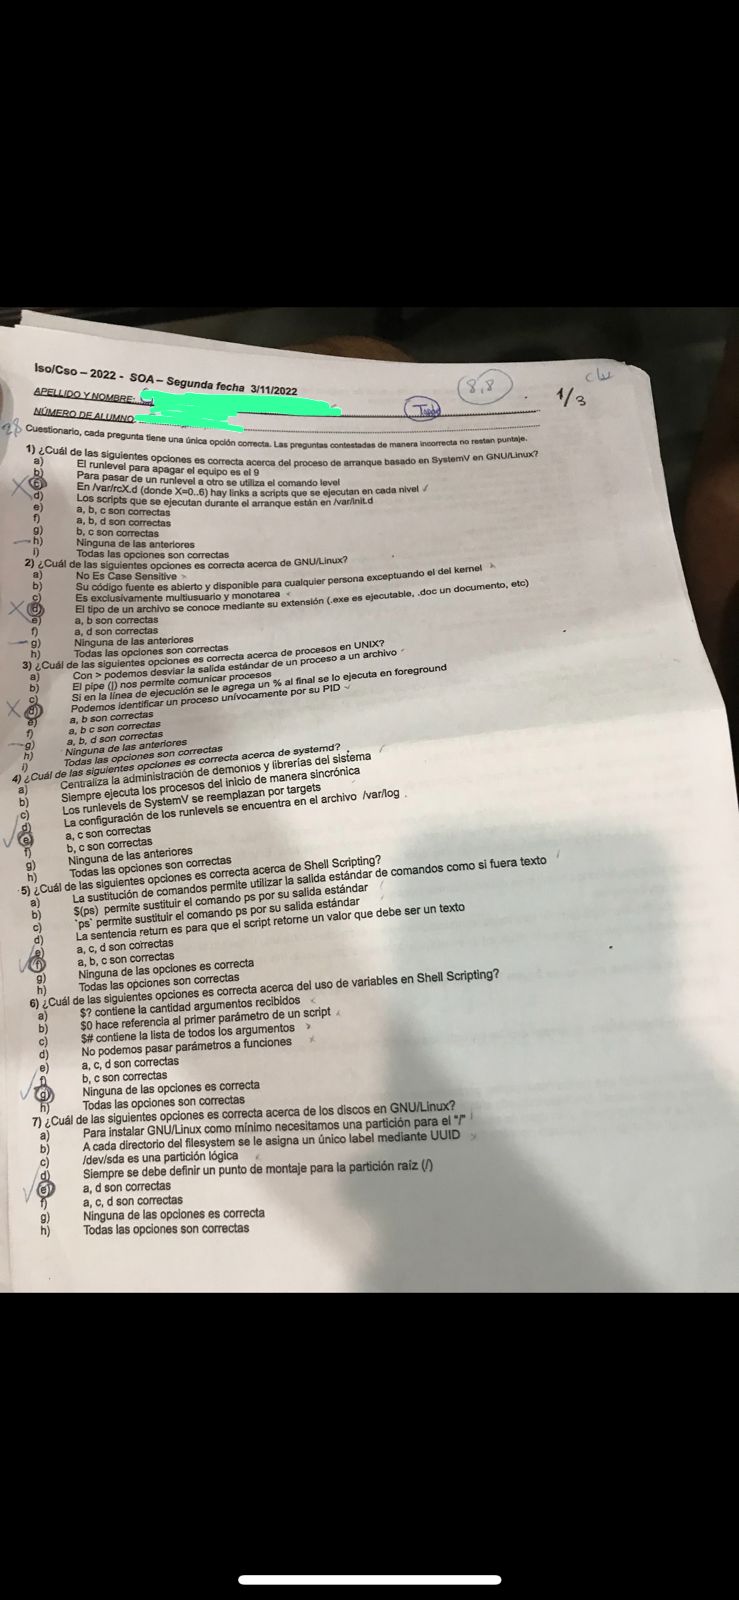 Iso/Cso – 2022 - SOA – Segunda fecha 3/11/2022
8,8
1/3
APELLIDO Y NOMBRE:
NÚMERO DE ALUMNO:
Cuestionario, cada pregunta tiene una única opción correcta. Las preguntas contestadas de manera incorrecta no restan puntaje.
1) ¿Cuál de las siguientes opciones es correcta acerca del proceso de arranque basado en SystemV en GNU/Linux?
a) El runlevel para apagar el equipo es el 9
b) Para pasar de un runlevel a otro se utiliza el comando level
c) En /var/rcX.d (donde X=0..6) hay links a scripts que se ejecutan en cada nivel
d) Los scripts que se ejecutan durante el arranque están en /var/init.d
e) a, b, c son correctas
f) a, b, d son correctas
g) b, c son correctas
h) Ninguna de las anteriores
i) Todas las opciones son correctas
2) ¿Cuál de las siguientes opciones es correcta acerca de GNU/Linux?
a) No Es Case Sensitive
b) Su código fuente es abierto y disponible para cualquier persona exceptuando el del kernel
c) Es exclusivamente multiusuario y monotarea
d) El tipo de un archivo se conoce mediante su extensión (.exe es ejecutable, .doc un documento, etc)
e) a, b son correctas
f) a, d son correctas
g) Ninguna de las anteriores
h) Todas las opciones son correctas
3) ¿Cuál de las siguientes opciones es correcta acerca de procesos en UNIX?
a) Con > podemos desviar la salida estándar de un proceso a un archivo
b) El pipe (|) nos permite comunicar procesos
c) Si en la línea de ejecución se le agrega un % al final se lo ejecuta en foreground
d) Podemos identificar un proceso unívocamente por su PID
e) a, b son correctas
f) a, b c son correctas
g) a, b, d son correctas
h) Ninguna de las anteriores
i) Todas las opciones son correctas
4) ¿Cuál de las siguientes opciones es correcta acerca de systemd?
a) Centraliza la administración de demonios y librerías del sistema
b) Siempre ejecuta los procesos del inicio de manera sincrónica
c) Los runlevels de SystemV se reemplazan por targets
d) La configuración de los runlevels se encuentra en el archivo /var/log
e) a, c son correctas
f) b, c son correctas
g) Ninguna de las anteriores
h) Todas las opciones son correctas
5) ¿Cuál de las siguientes opciones es correcta acerca de Shell Scripting?
a) La sustitución de comandos permite utilizar la salida estándar de comandos como si fuera texto
b) $(ps) permite sustituir el comando ps por su salida estándar
c) `ps` permite sustituir el comando ps por su salida estándar
d) La sentencia return es para que el script retorne un valor que debe ser un texto
e) a, c, d son correctas
f) a, b, c son correctas
g) Ninguna de las opciones es correcta
h) Todas las opciones son correctas
6) ¿Cuál de las siguientes opciones es correcta acerca del uso de variables en Shell Scripting?
a) $? contiene la cantidad argumentos recibidos
b) $0 hace referencia al primer parámetro de un script
c) $# contiene la lista de todos los argumentos
d) No podemos pasar parámetros a funciones
e) a, c, d son correctas
f) b, c son correctas
g) Ninguna de las opciones es correcta
h) Todas las opciones son correctas
7) ¿Cuál de las siguientes opciones es correcta acerca de los discos en GNU/Linux?
a) Para instalar GNU/Linux como mínimo necesitamos una partición para el "/"
b) A cada directorio del filesystem se le asigna un único label mediante UUID
c) /dev/sda es una partición lógica
d) Siempre se debe definir un punto de montaje para la partición raíz (/)
e) a, d son correctas
f) a, c, d son correctas
g) Ninguna de las opciones es correcta
h) Todas las opciones son correctas